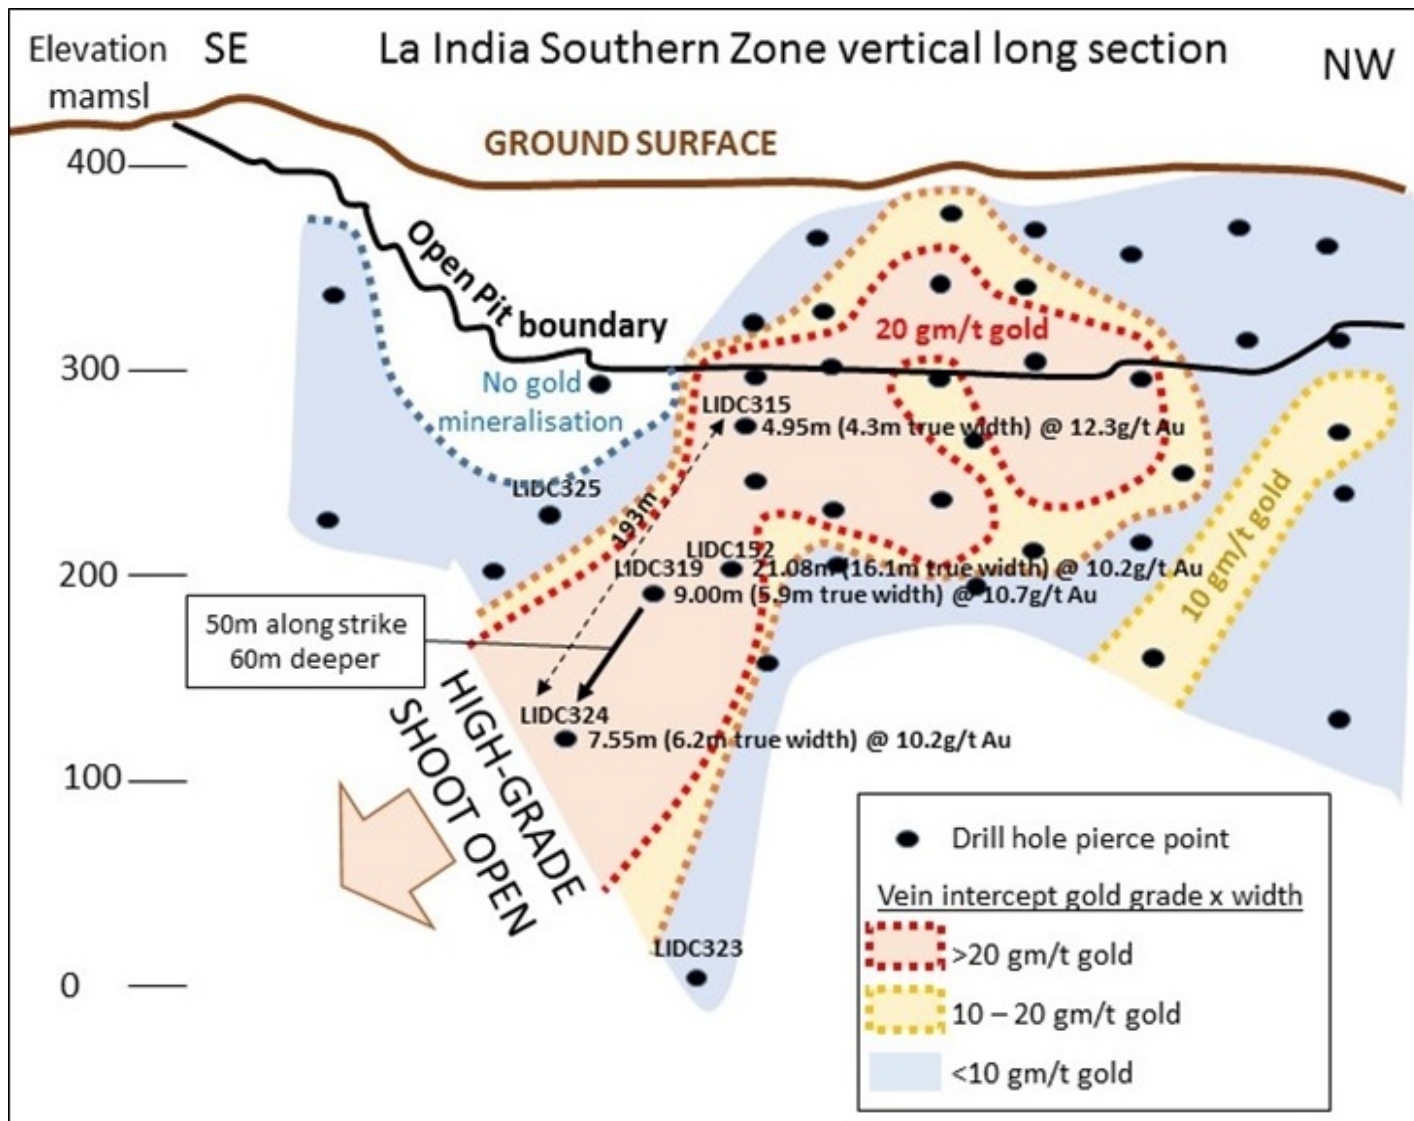 Elevation
mamsl
SE
La India Southern Zone vertical long section
NW
GROUND SURFACE
400
Open Pit boundary
20 gm/t gold
300
No gold
mineralisation
LIDC315
4.95m (4.3m true width) @ 12.3g/t Au
LIDC325
193m
10 gm/t gold
LIDC152
21.08m (16.1m true width) @ 10.2g/t Au
200
LIDC319
9.00m (5.9m true width) @ 10.7g/t Au
50m along strike
60m deeper
LIDC324
7.55m (6.2m true width) @ 10.2g/t Au
HIGH-GRADE
SHOOT OPEN
100
LIDC323
0
Drill hole pierce point
Vein intercept gold grade x width
>20 gm/t gold
10 – 20 gm/t gold
<10 gm/t gold